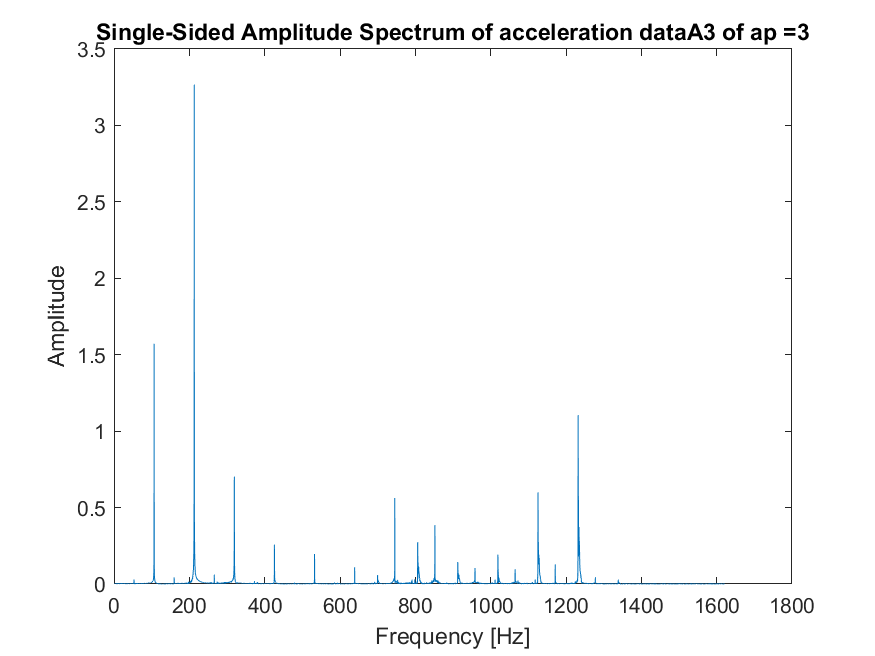 Single-Sided Amplitude Spectrum of acceleration dataA3 of ap =3
3.5
3
2.5
2
1.5
1
0.5
0
Amplitude
0 200 400 600 800 1000 1200 1400 1600 1800
Frequency [Hz]